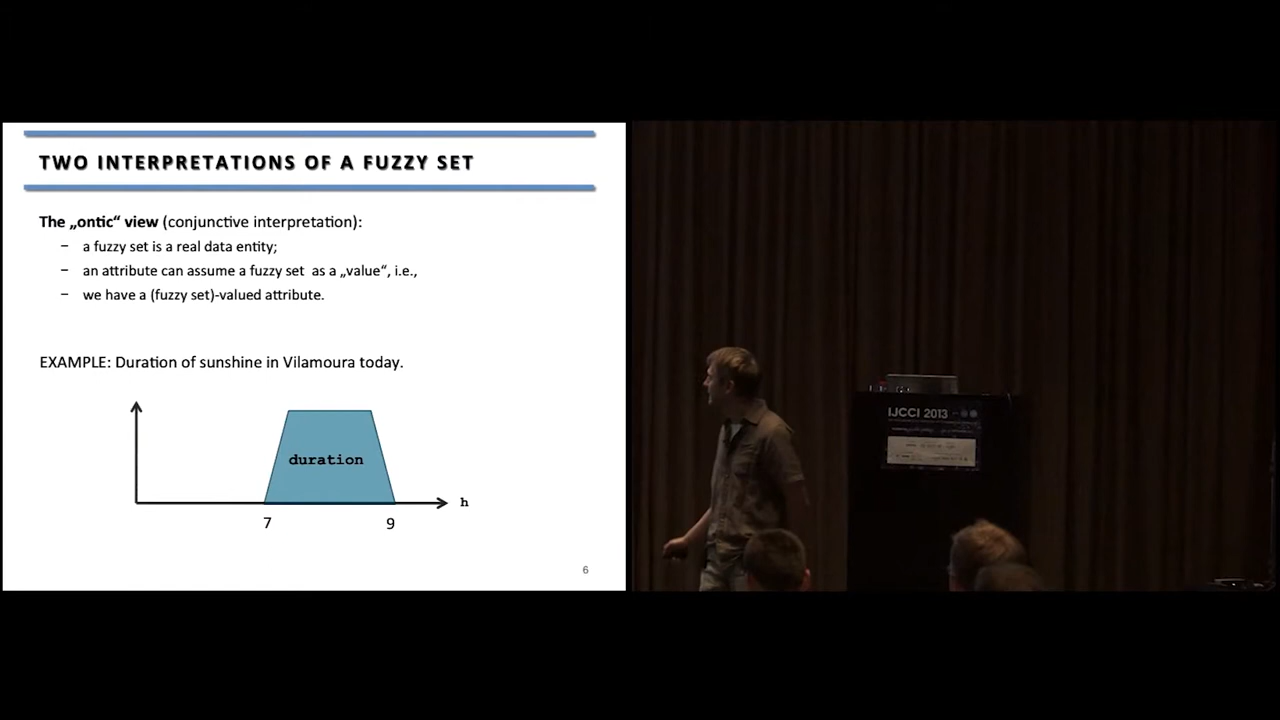 TWO INTERPRETATIONS OF A FUZZY SET
The „ontic“ view (conjunctive interpretation):
– a fuzzy set is a real data entity;
– an attribute can assume a fuzzy set as a „value“, i.e.,
– we have a (fuzzy set)-valued attribute.
EXAMPLE: Duration of sunshine in Vilamoura today.
duration
h
7
9
6
IJCCI 2013